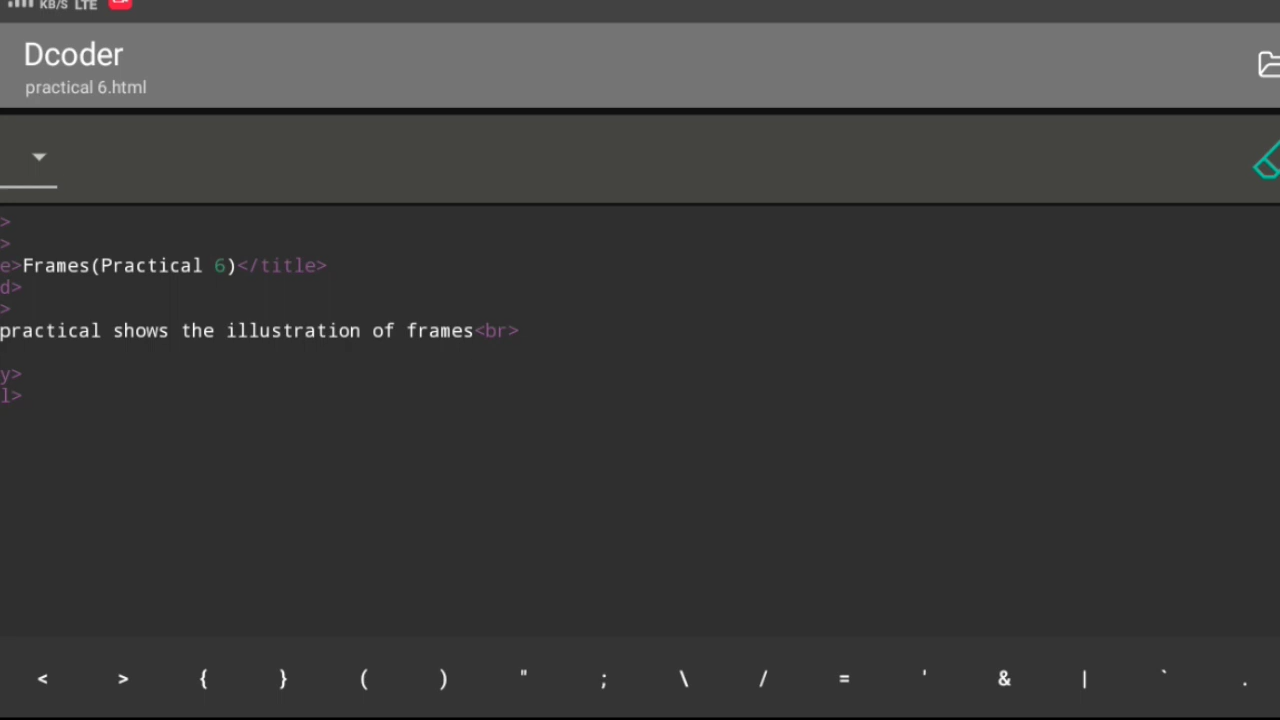 KB/S LTE
Dcoder
practical 6.html
>
>
e>Frames(Practical 6)</title>
d>
>
practical shows the illustration of frames<br>
y>
l>
< > { } ( ) " ; \ / = ' & | ` .